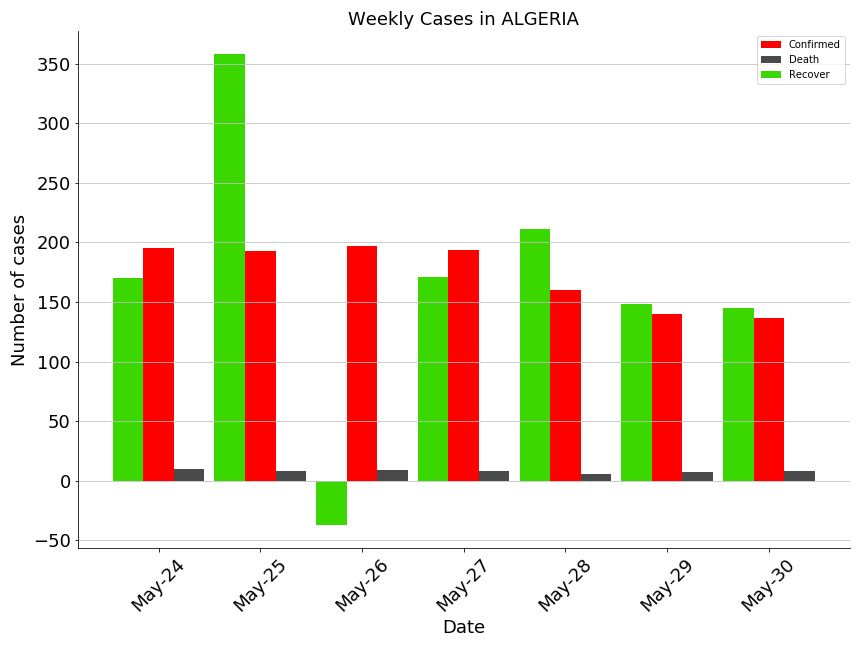 Weekly Cases in ALGERIA
Confirmed
Death
Recover
Number of cases
350
300
250
200
150
100
50
0
−50
May-24
May-25
May-26
May-27
May-28
May-29
May-30
Date